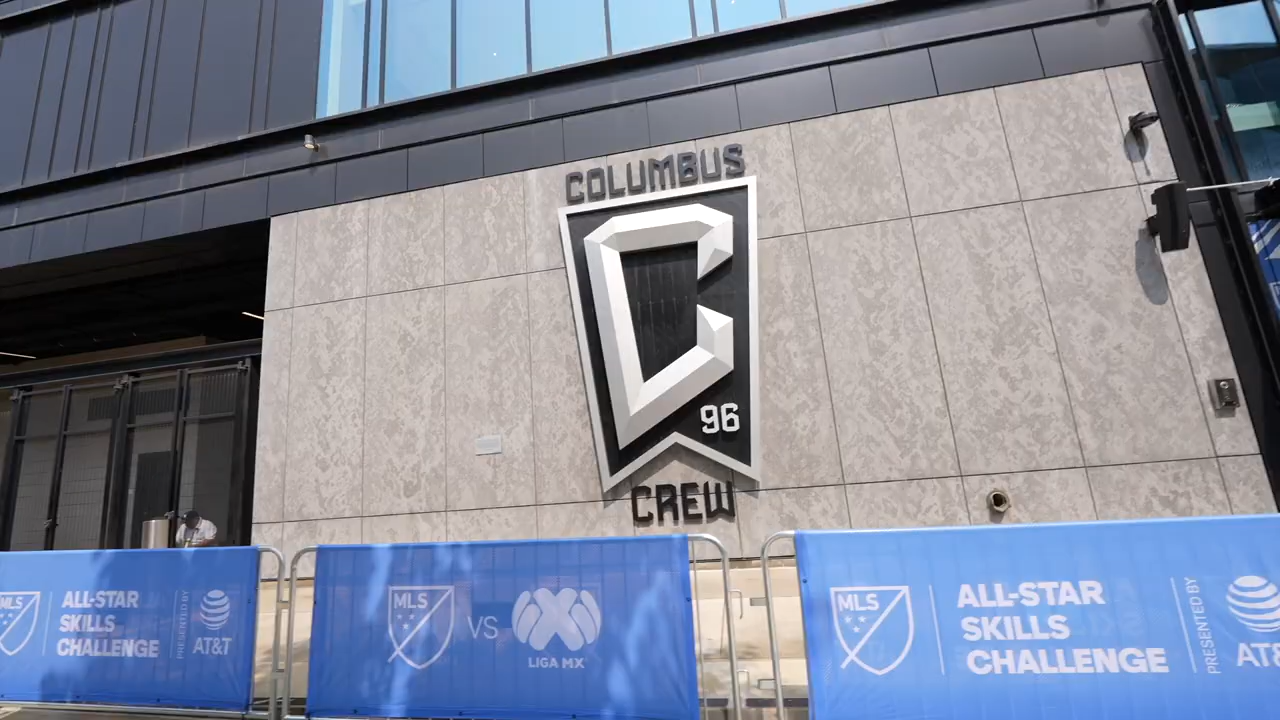 COLUMBUS
96
CREW
MLS
ALL-STAR
SKILLS
CHALLENGE
PRESENTED BY
AT&T
MLS
VS
LIGA MX
MLS
ALL-STAR
SKILLS
CHALLENGE
PRESENTED BY
AT&